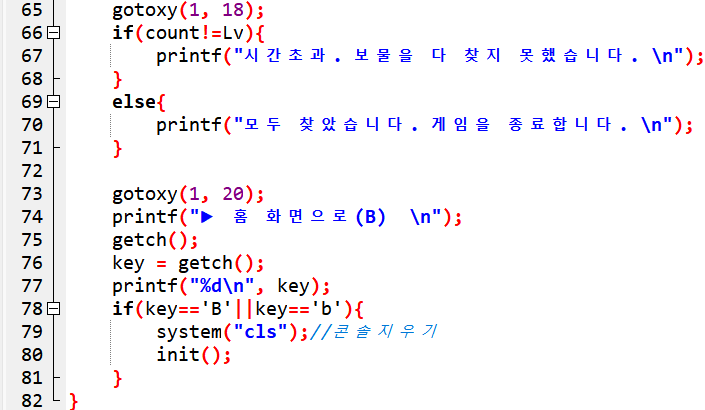 65 gotoxy(1, 18);
66 if(count!=Lv){
67 printf("시간초과. 보물을 다 찾지 못했습니다. \n");
68 }
69 else{
70 printf("모두 찾았습니다. 게임을 종료합니다. \n");
71 }
72
73 gotoxy(1, 20);
74 printf("▶ 홈 화면으로(B) \n");
75 getch();
76 key = getch();
77 printf("%d\n", key);
78 if(key=='B'||key=='b'){
79 system("cls");//콘솔지우기
80 init();
81 }
82 }